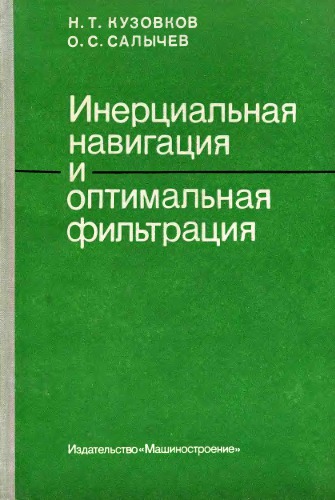 Н. Т. КУЗОВКОВ
О. С. САЛЫЧЕВ
Инерциальная
навигация
и
оптимальная
фильтрация
Издательство «Машиностроение»